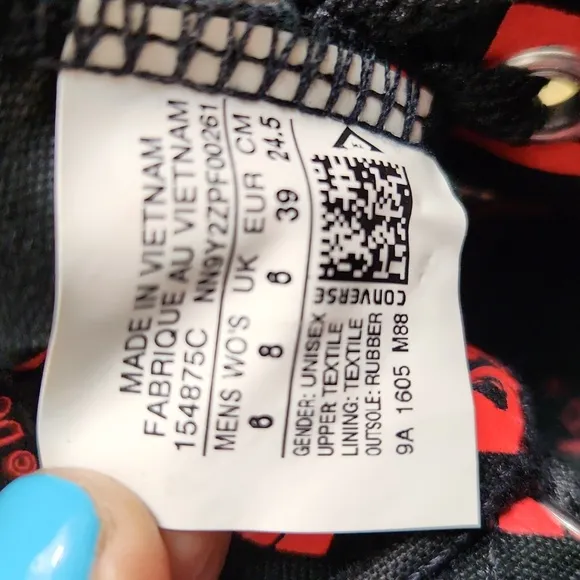 MADE IN VIETNAM
FABRIQUE AU VIETNAM
154875C NN9Y2ZPF00261
MENS WO'S UK EUR CM
6 8 6 39 24.5
GENDER: UNISEX
UPPER TEXTILE
LINING: TEXTILE
OUTSOLE: RUBBER
9A 1605 M88
CONVERSE
on©